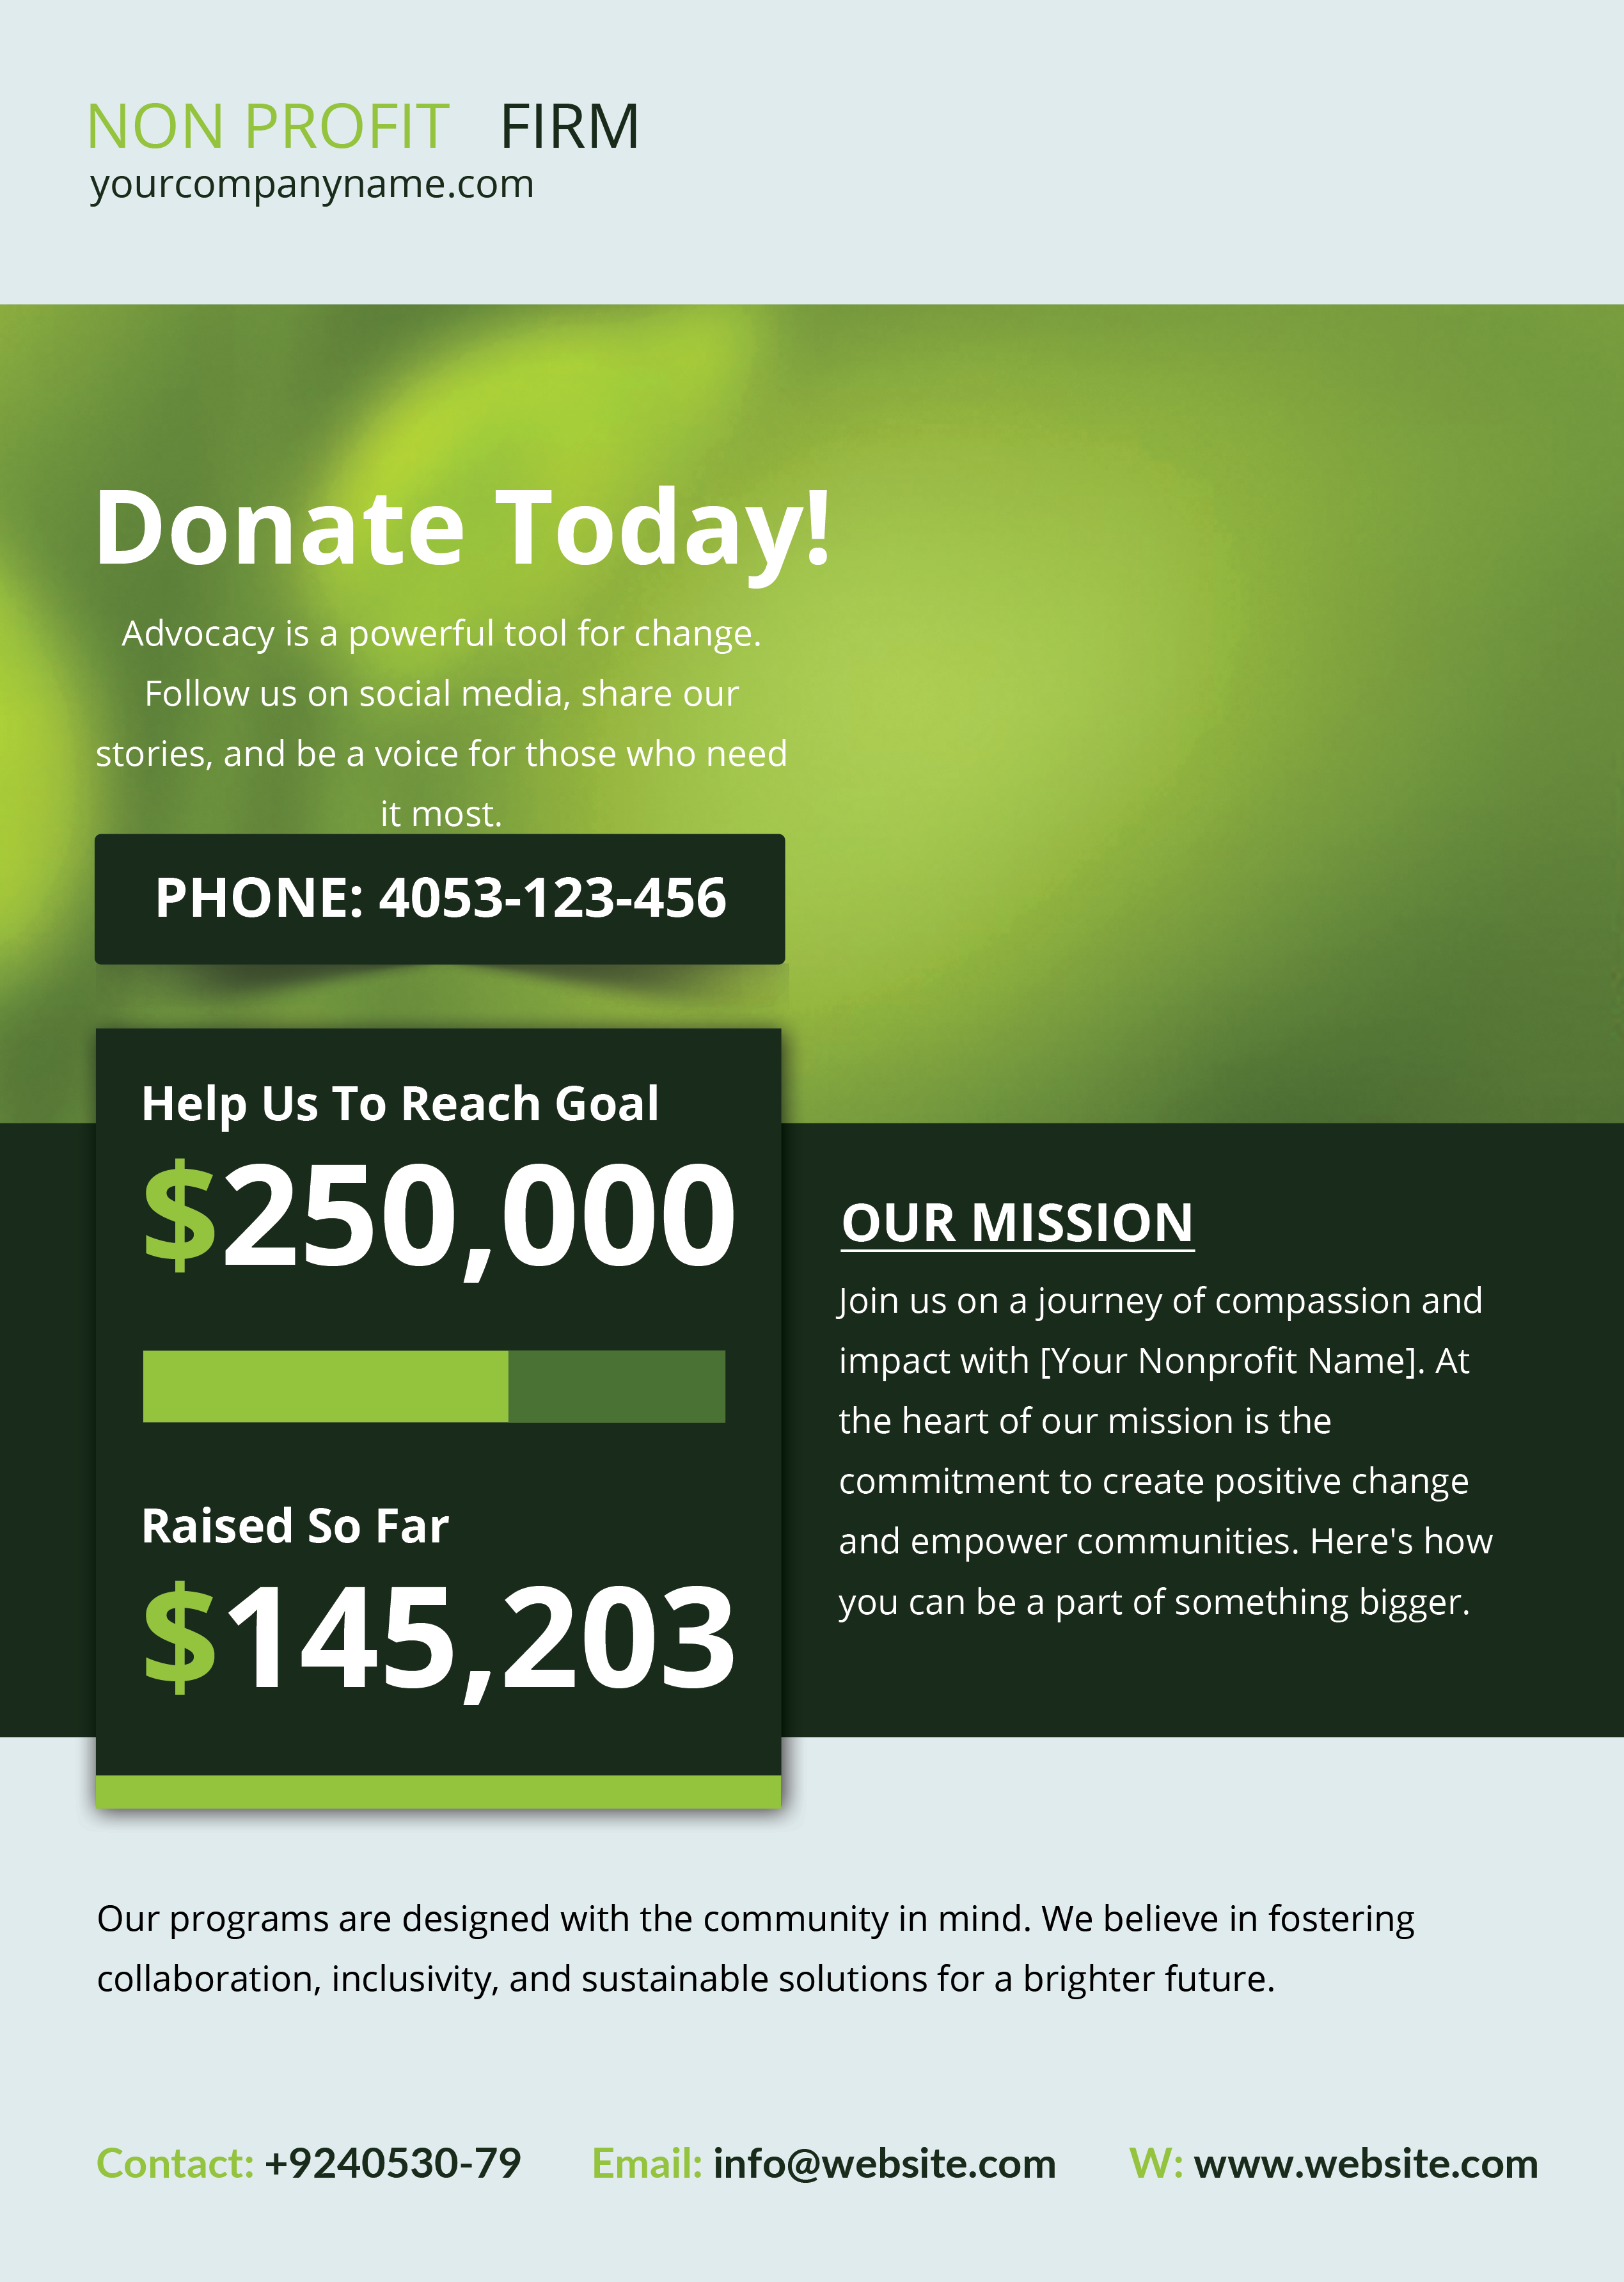 NON PROFIT FIRM
yourcompanyname.com
Donate Today!
Advocacy is a powerful tool for change.
Follow us on social media, share our
stories, and be a voice for those who need
it most.
PHONE: 4053-123-456
Help Us To Reach Goal
$250,000
Raised So Far
$145,203
OUR MISSION
Join us on a journey of compassion and
impact with [Your Nonprofit Name]. At
the heart of our mission is the
commitment to create positive change
and empower communities. Here's how
you can be a part of something bigger.
Our programs are designed with the community in mind. We believe in fostering
collaboration, inclusivity, and sustainable solutions for a brighter future.
Contact: +9240530-79 Email: info@website.com W: www.website.com